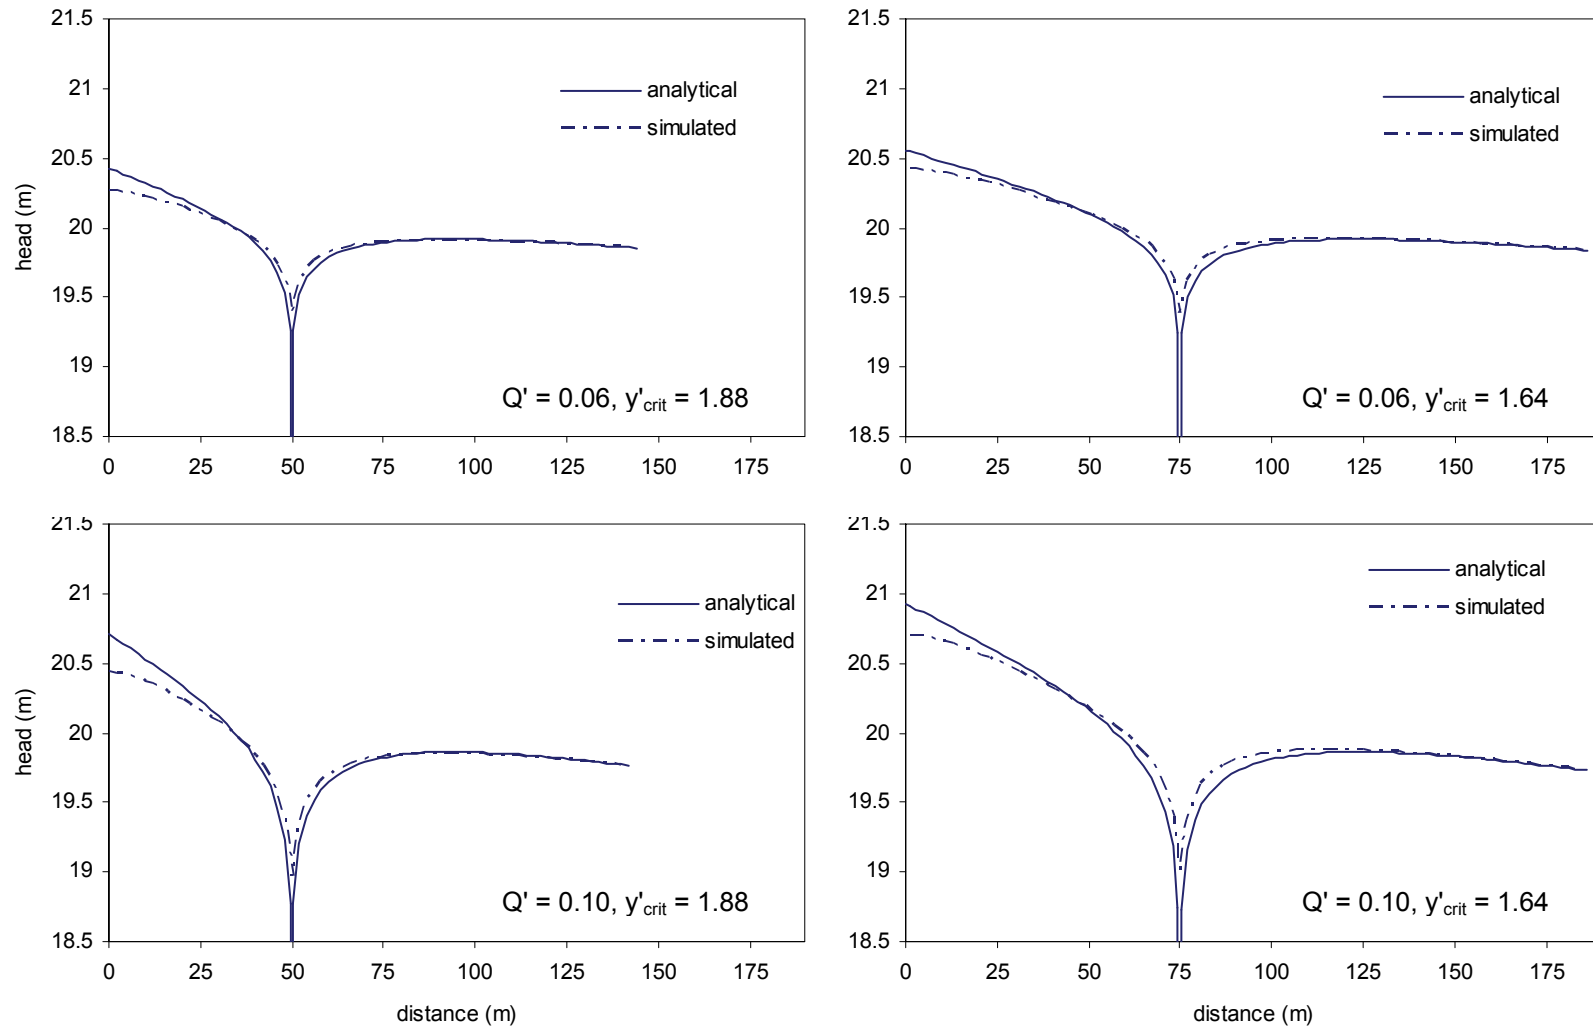 21.5
21
20.5
20
19.5
19
18.5
head (m)
analytical
simulated
Q' = 0.06, y'crit = 1.88
0 25 50 75 100 125 150 175
21.5
21
20.5
20
19.5
19
18.5
analytical
simulated
Q' = 0.06, y'crit = 1.64
0 25 50 75 100 125 150 175
21.5
21
20.5
20
19.5
19
18.5
head (m)
analytical
simulated
Q' = 0.10, y'crit = 1.88
0 25 50 75 100 125 150 175
distance (m)
21.5
21
20.5
20
19.5
19
18.5
analytical
simulated
Q' = 0.10, y'crit = 1.64
0 25 50 75 100 125 150 175
distance (m)